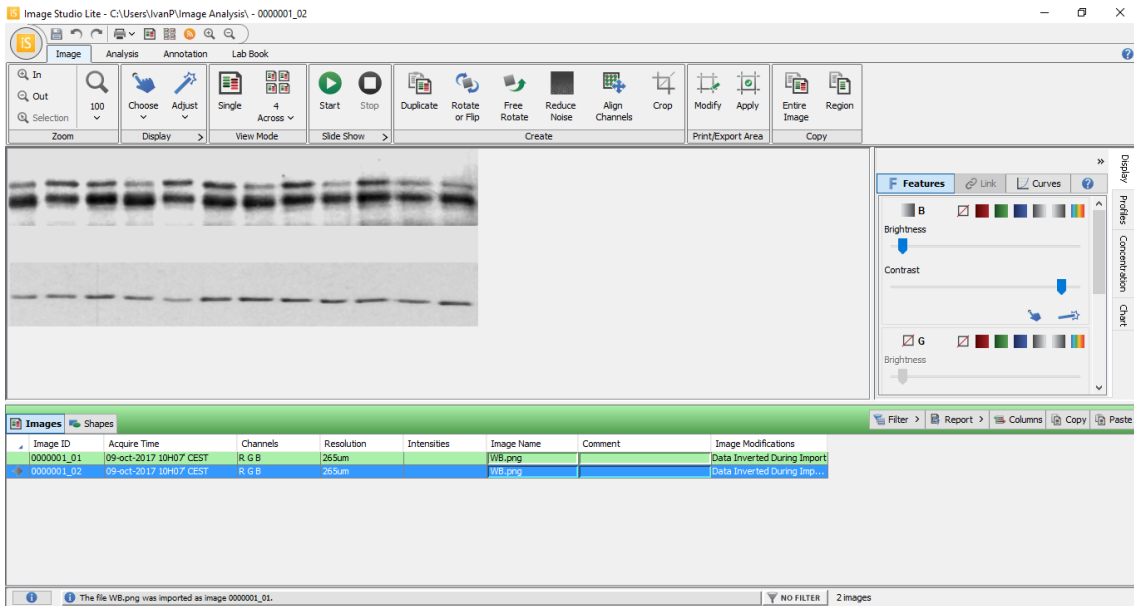 iS Image Studio Lite - C:\Users\IvanP\Image Analysis\ - 0000001_02
iS
Image Analysis Annotation Lab Book
In
Out
Selection
100
Zoom
Choose Adjust
Display
Single 4 Across
View Mode
Start Stop
Slide Show
Duplicate Rotate or Flip Free Rotate Reduce Noise Align Channels Crop
Create
Modify Apply
Print/Export Area
Entire Image Region
Copy
»
F Features Link Curves
B
Brightness
Contrast
G
Brightness
Display
Profiles
Concentration
Chart
Images Shapes Filter > Report > Columns Copy Paste
Image ID Acquire Time Channels Resolution Intensities Image Name Comment Image Modifications
0000001_01 09-oct-2017 10H07' CEST R G B 265um WB.png Data Inverted During Import
0000001_02 09-oct-2017 10H07' CEST R G B 265um WB.png Data Inverted During Imp...
The file WB.png was imported as image 0000001_01. NO FILTER 2 images